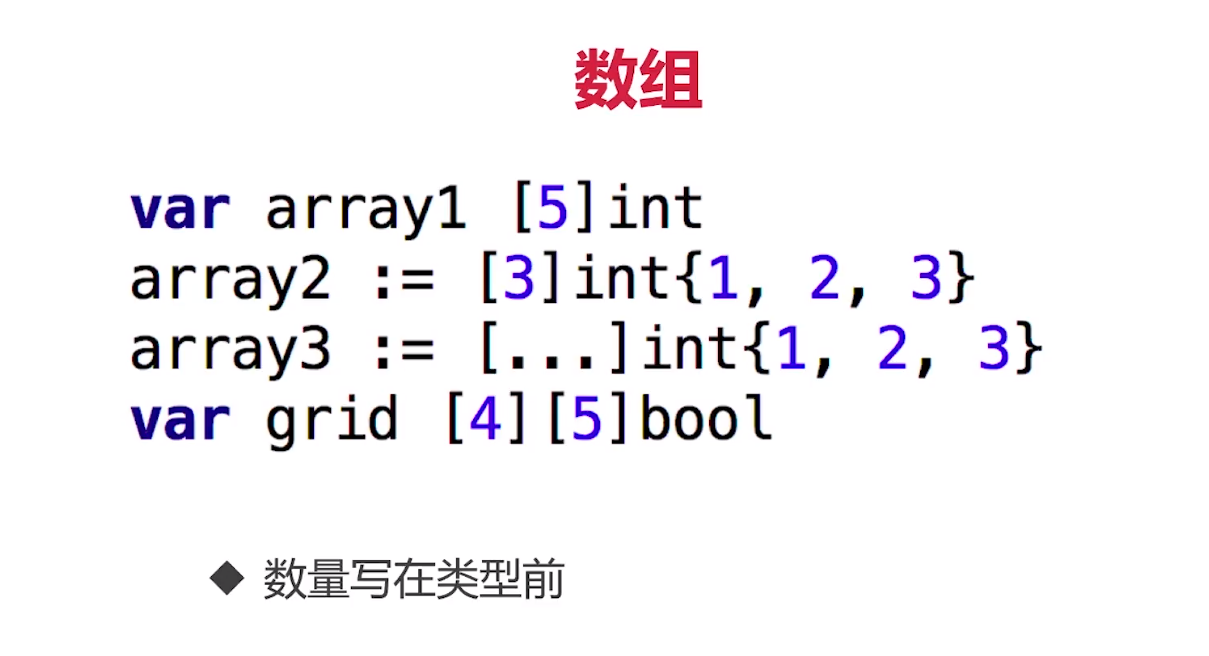 数组
var array1 [5]int
array2 := [3]int{1, 2, 3}
array3 := [...]int{1, 2, 3}
var grid [4][5]bool
◆ 数量写在类型前